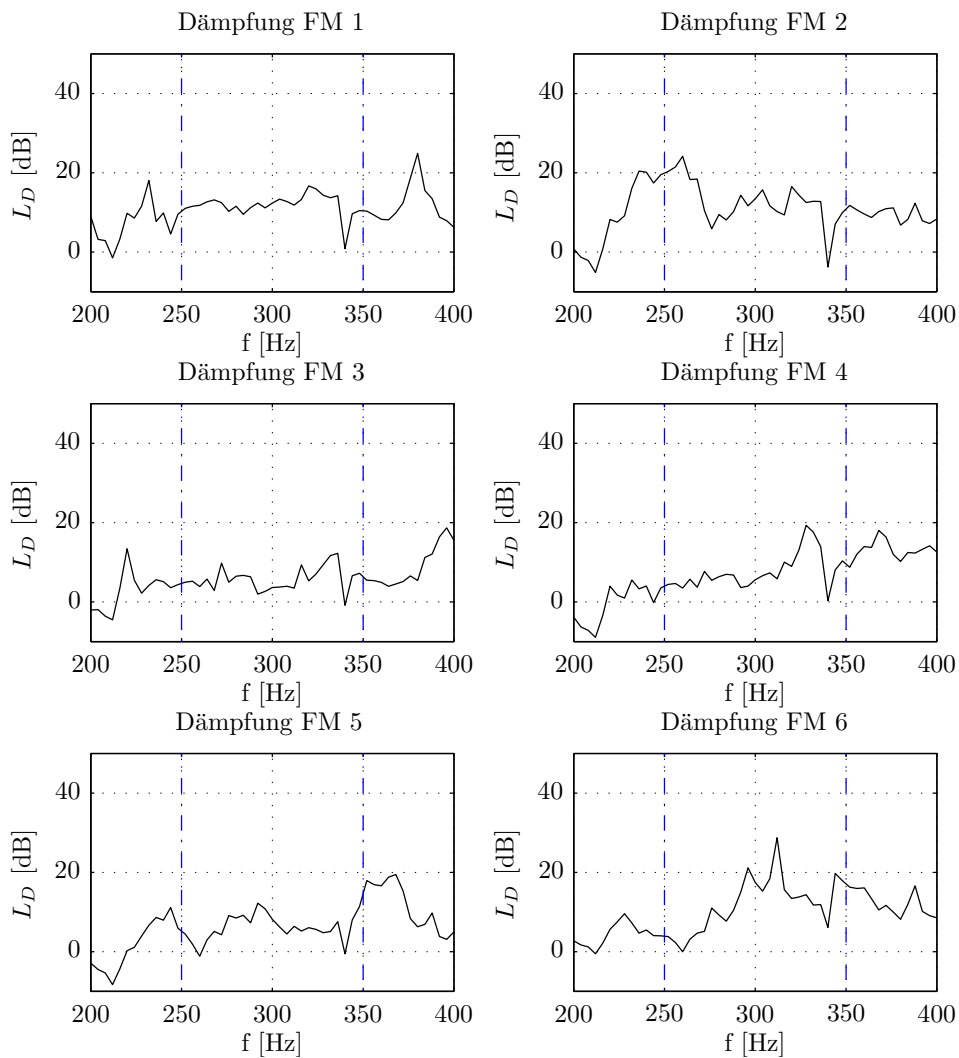 Dämpfung FM 1
40
20
0
L_D [dB]
200 250 300 350 400
f [Hz]
Dämpfung FM 2
40
20
0
L_D [dB]
200 250 300 350 400
f [Hz]
Dämpfung FM 3
40
20
0
L_D [dB]
200 250 300 350 400
f [Hz]
Dämpfung FM 4
40
20
0
L_D [dB]
200 250 300 350 400
f [Hz]
Dämpfung FM 5
40
20
0
L_D [dB]
200 250 300 350 400
f [Hz]
Dämpfung FM 6
40
20
0
L_D [dB]
200 250 300 350 400
f [Hz]